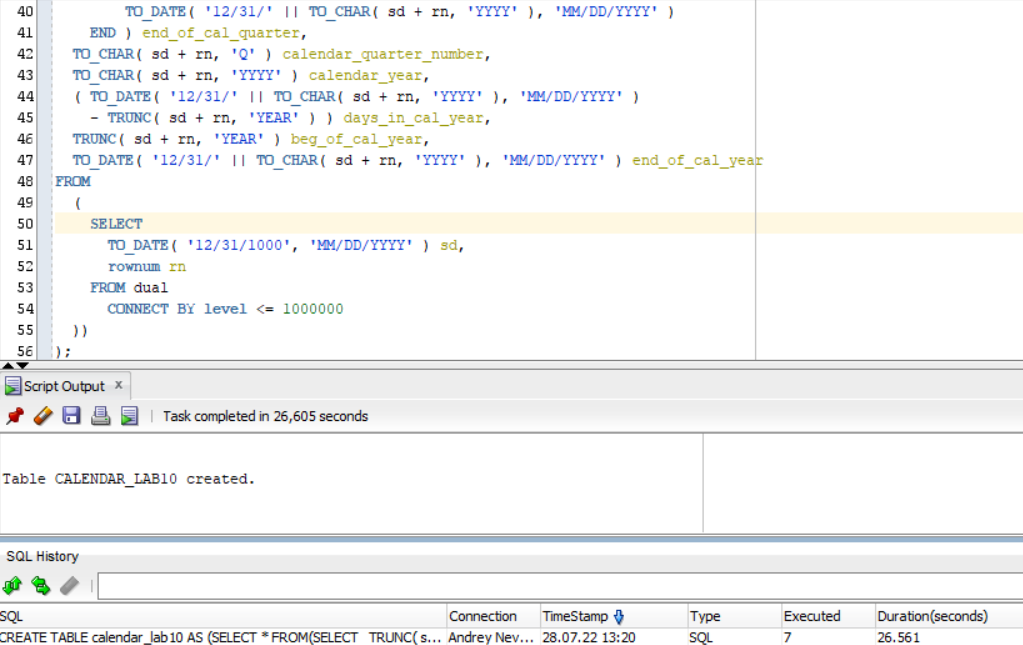 40 TO_DATE( '12/31/' || TO_CHAR( sd + rn, 'YYYY' ), 'MM/DD/YYYY' )
41 END ) end_of_cal_quarter,
42 TO_CHAR( sd + rn, 'Q' ) calendar_quarter_number,
43 TO_CHAR( sd + rn, 'YYYY' ) calendar_year,
44 ( TO_DATE( '12/31/' || TO_CHAR( sd + rn, 'YYYY' ), 'MM/DD/YYYY' )
45 - TRUNC( sd + rn, 'YEAR' ) ) days_in_cal_year,
46 TRUNC( sd + rn, 'YEAR' ) beg_of_cal_year,
47 TO_DATE( '12/31/' || TO_CHAR( sd + rn, 'YYYY' ), 'MM/DD/YYYY' ) end_of_cal_year
48 FROM
49 (
50 SELECT
51 TO_DATE( '12/31/1000', 'MM/DD/YYYY' ) sd,
52 rownum rn
53 FROM dual
54 CONNECT BY level <= 1000000
55 ))
56 );
Script Output x
Task completed in 26,605 seconds
Table CALENDAR_LAB10 created.
SQL History
SQL Connection TimeStamp Type Executed Duration(seconds)
CREATE TABLE calendar_lab10 AS (SELECT * FROM(SELECT TRUNC( s... Andrey Nev... 28.07.22 13:20 SQL 7 26.561